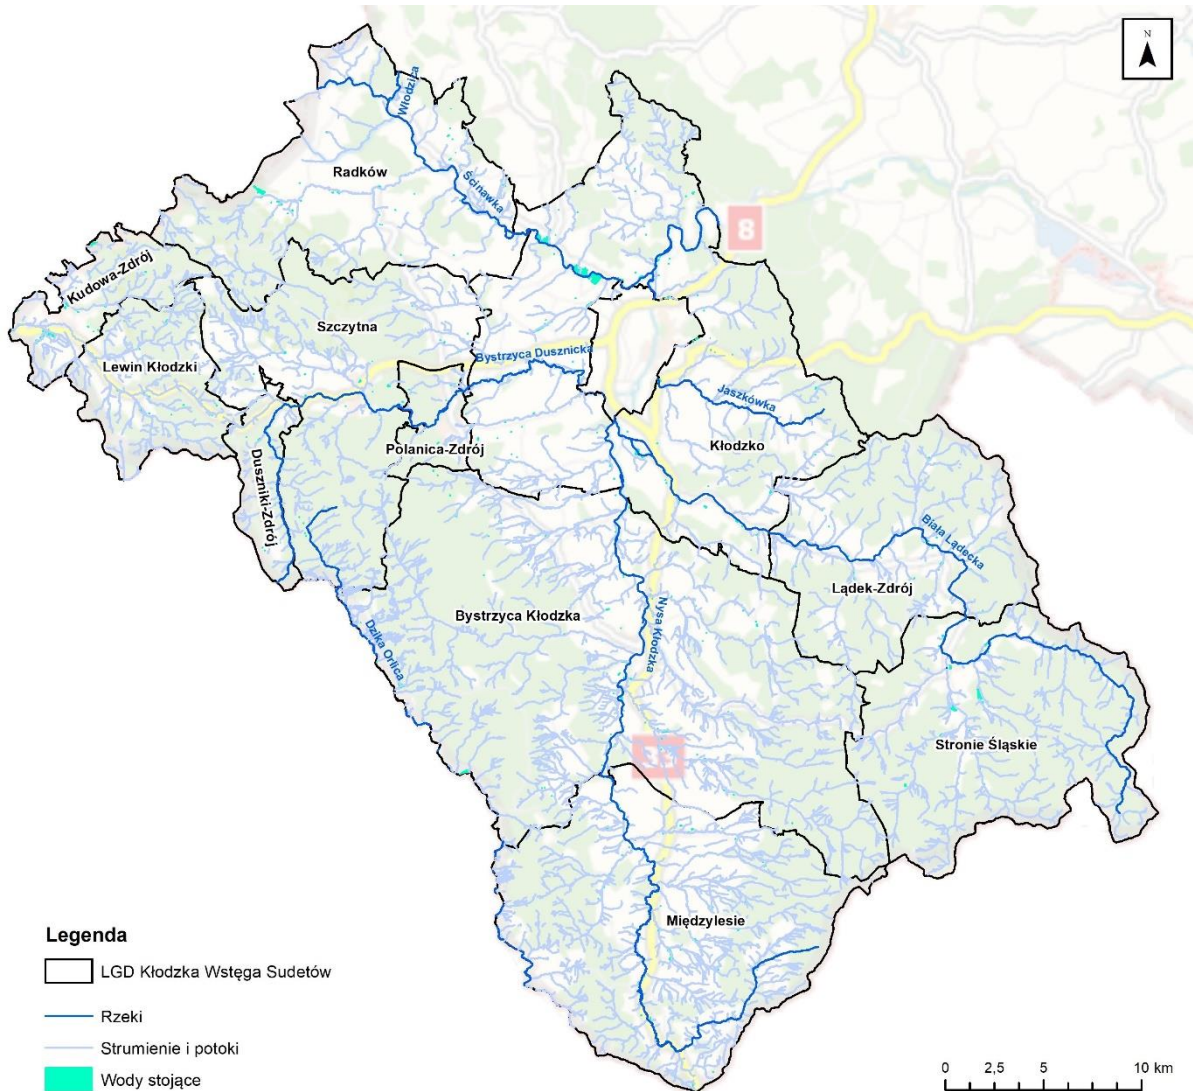 N
Włodzica
8
Radków
Ścinawka
Kudowa-Zdrój
Szczytna
Bystrzyca Dusznicka
Lewin Kłodzki
Jaszkówka
Kłodzko
Polanica-Zdrój
Duszniki-Zdrój
Biała Lądecka
Lądek-Zdrój
Bystrzyca Kłodzka
Nysa Kłodzka
Dzika Orlica
Stronie Śląskie
Międzylesie
Legenda
LGD Kłodzka Wstęga Sudetów
Rzeki
Strumienie i potoki
Wody stojące
0 2,5 5 10 km